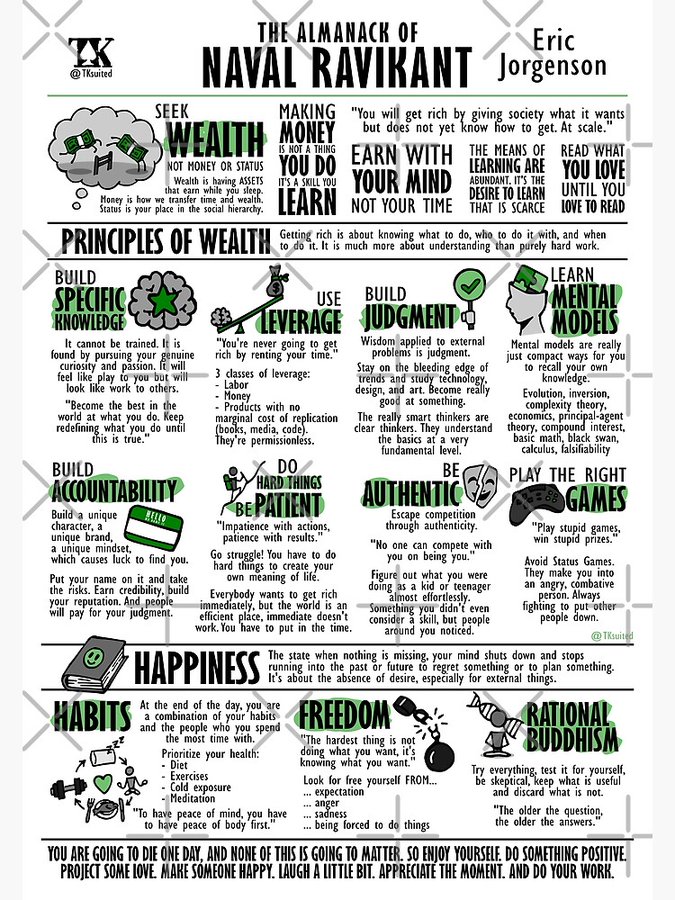 TK
@TKsuited
THE ALMANACK OF
NAVAL RAVIKANT
Eric
Jorgenson
SEEK
WEALTH
NOT MONEY OR STATUS
Wealth is having ASSETS
that earn while you sleep.
Money is how we transfer time and wealth.
Status is your place in the social hierarchy.
MAKING
MONEY
IS NOT A THING
YOU DO
IT'S A SKILL YOU
LEARN
"You will get rich by giving society what it wants
but does not yet know how to get. At scale."
EARN WITH
YOUR MIND
NOT YOUR TIME
THE MEANS OF
LEARNING ARE
ABUNDANT. IT'S THE
DESIRE TO LEARN
THAT IS SCARCE
READ WHAT
YOU LOVE
UNTIL YOU
LOVE TO READ
PRINCIPLES OF WEALTH
Getting rich is about knowing what to do, who to do it with, and when
to do it. It is much more about understanding than purely hard work.
BUILD
SPECIFIC
KNOWLEDGE
It cannot be trained. It is
found by pursuing your genuine
curiosity and passion. It will
feel like play to you but will
look like work to others.
"Become the best in the
world at what you do. Keep
redefining what you do until
this is true."
USE
LEVERAGE
"You're never going to get
rich by renting your time."
3 classes of leverage:
- Labor
- Money
- Products with no
marginal cost of replication
(books, media, code).
They're permissionless.
BUILD
JUDGMENT
Wisdom applied to external
problems is judgment.
Stay on the bleeding edge of
trends and study technology,
design, and art. Become really
good at something.
The really smart thinkers are
clear thinkers. They understand
the basics at a very
fundamental level.
LEARN
MENTAL
MODELS
Mental models are really
just compact ways for you
to recall your own
knowledge.
Evolution, inversion,
complexity theory,
economics, principal-agent
theory, compound interest,
basic math, black swan,
calculus, falsifiability
BUILD
ACCOUNTABILITY
HELLO
Build a unique
character, a
unique brand,
a unique mindset,
which causes luck to find you.
Put your name on it and take
the risks. Earn credibility, build
your reputation. And people
will pay for your judgment.
DO
HARD THINGS
BE PATIENT
"Impatience with actions,
patience with results."
Go struggle! You have to do
hard things to create your
own meaning of life.
Everybody wants to get rich
immediately, but the world is an
efficient place, immediate doesn't
work. You have to put in the time.
BE
AUTHENTIC
Escape competition
through authenticity.
"No one can compete with
you on being you."
Figure out what you were
doing as a kid or teenager
almost effortlessly.
Something you didn't even
consider a skill, but people
around you noticed.
PLAY THE RIGHT
GAMES
"Play stupid games,
win stupid prizes."
Avoid Status Games.
They make you into
an angry, combative
person. Always
fighting to put other
people down.
@TKsuited
HAPPINESS
The state when nothing is missing, your mind shuts down and stops
running into the past or future to regret something or to plan something.
It's about the absence of desire, especially for external things.
HABITS
At the end of the day, you are
a combination of your habits
and the people who you spend
the most time with.
Prioritize your health:
- Diet
- Exercises
- Cold exposure
- Meditation
"To have peace of mind, you have
to have peace of body first."
FREEDOM
"The hardest thing is not
doing what you want, it's
knowing what you want."
Look for free yourself FROM...
... expectation
... anger
... sadness
... being forced to do things
RATIONAL
BUDDHISM
Try everything, test it for yourself,
be skeptical, keep what is useful
and discard what is not.
"The older the question,
the older the answers."
YOU ARE GOING TO DIE ONE DAY, AND NONE OF THIS IS GOING TO MATTER. SO ENJOY YOURSELF. DO SOMETHING POSITIVE.
PROJECT SOME LOVE. MAKE SOMEONE HAPPY. LAUGH A LITTLE BIT. APPRECIATE THE MOMENT. AND DO YOUR WORK.